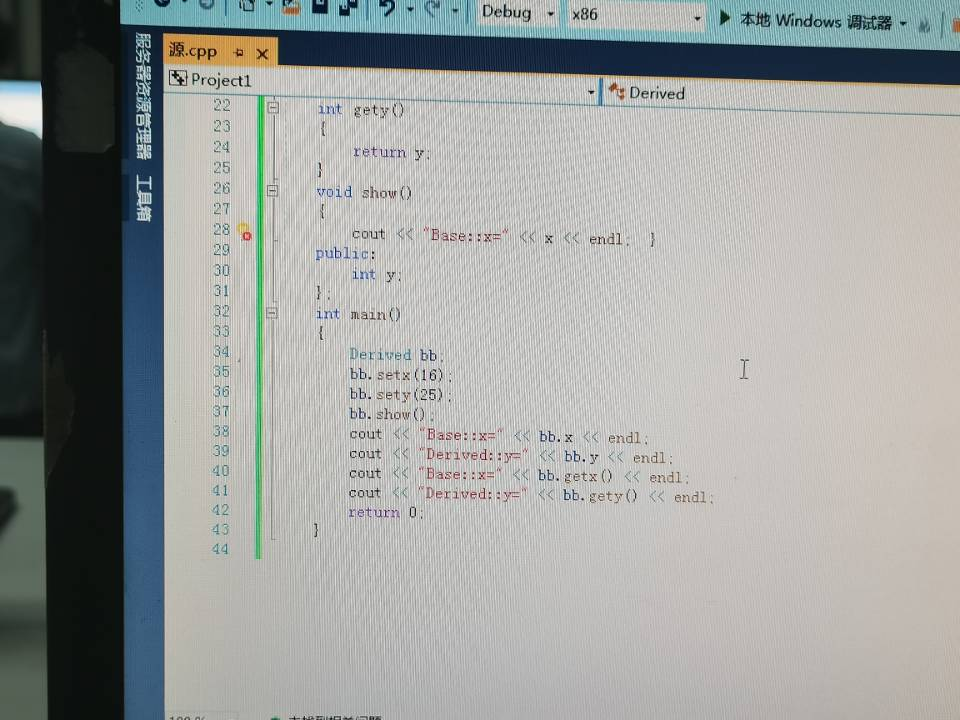 Debug x86 本地 Windows 调试器
服务器资源管理器 工具箱
源.cpp
Project1 Derived
22 int gety()
23 {
24 return y;
25 }
26 void show()
27 {
28 cout << "Base::x=" << x << endl; }
29 public:
30 int y;
31 };
32 int main()
33 {
34 Derived bb;
35 bb.setx(16);
36 bb.sety(25);
37 bb.show();
38 cout << "Base::x=" << bb.x << endl;
39 cout << "Derived::y=" << bb.y << endl;
40 cout << "Base::x=" << bb.getx() << endl;
41 cout << "Derived::y=" << bb.gety() << endl;
42 return 0;
43 }
44